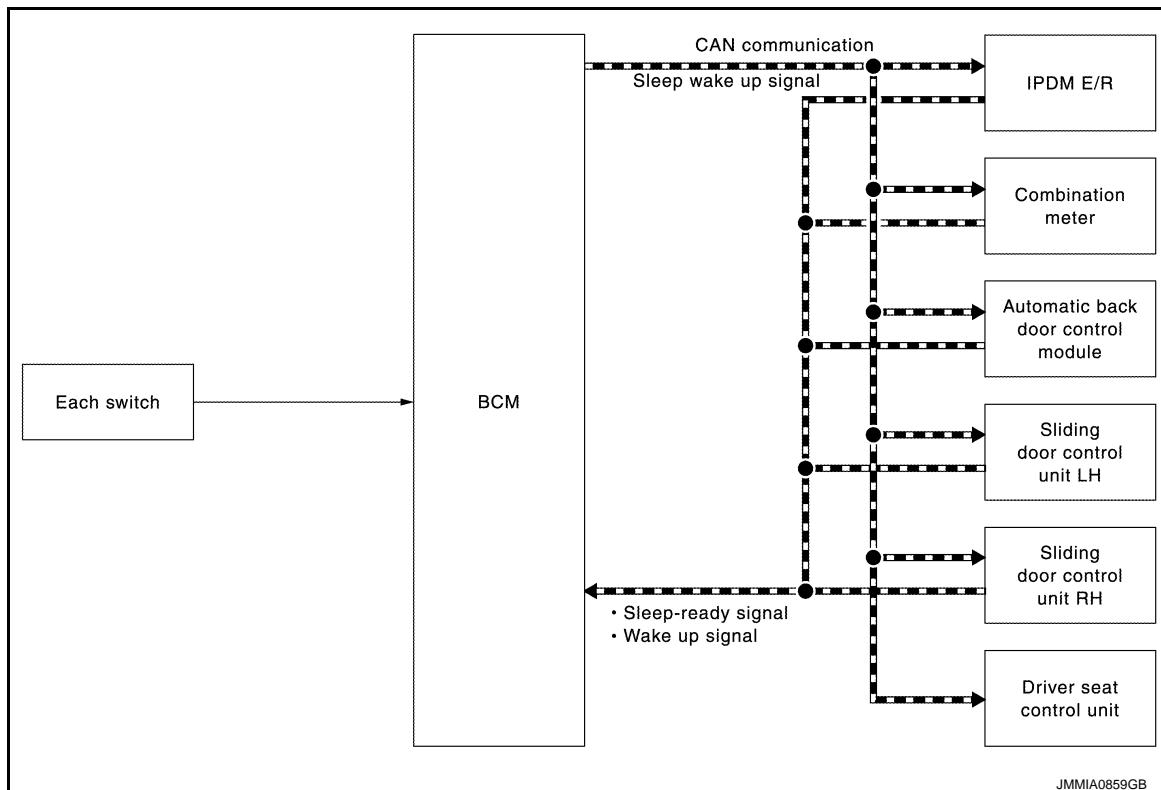 CAN communication
Sleep wake up signal
IPDM E/R
Combination
meter
Automatic back
door control
module
Each switch
BCM
Sliding
door control
unit LH
Sliding
door control
unit RH
• Sleep-ready signal
• Wake up signal
Driver seat
control unit
JMMIA0859GB